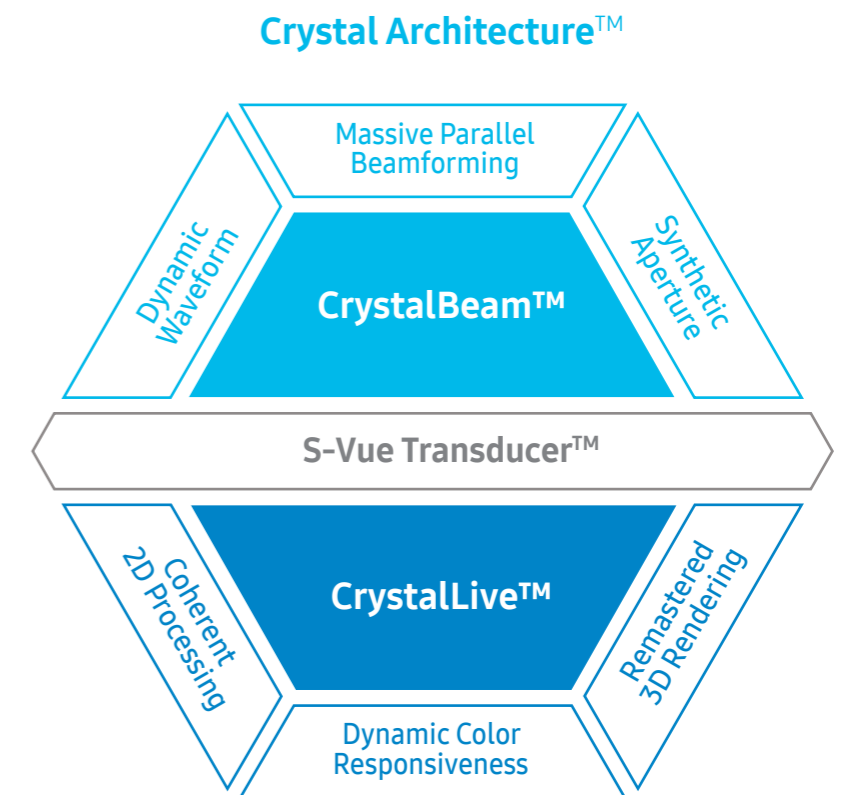 Crystal Architecture™
Massive Parallel
Beamforming
Dynamic
Waveform
Synthetic
Aperture
CrystalBeam™
S-Vue Transducer™
Coherent
2D Processing
CrystalLive™
Remastered
3D Rendering
Dynamic Color
Responsiveness